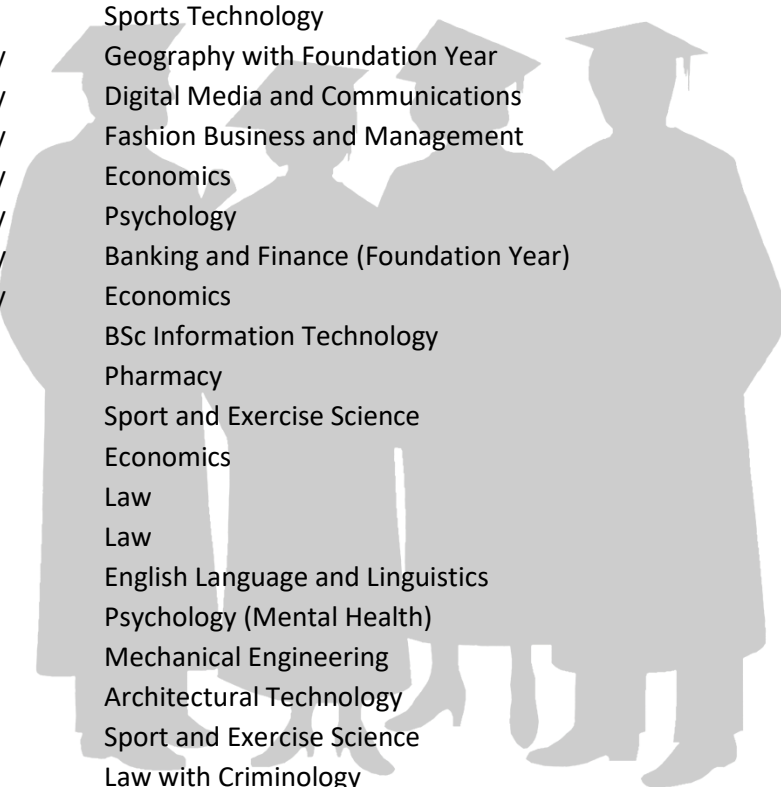 Sports Technology
y Geography with Foundation Year
y Digital Media and Communications
y Fashion Business and Management
y Economics
y Psychology
y Banking and Finance (Foundation Year)
y Economics
BSc Information Technology
Pharmacy
Sport and Exercise Science
Economics
Law
Law
English Language and Linguistics
Psychology (Mental Health)
Mechanical Engineering
Architectural Technology
Sport and Exercise Science
Law with Criminology